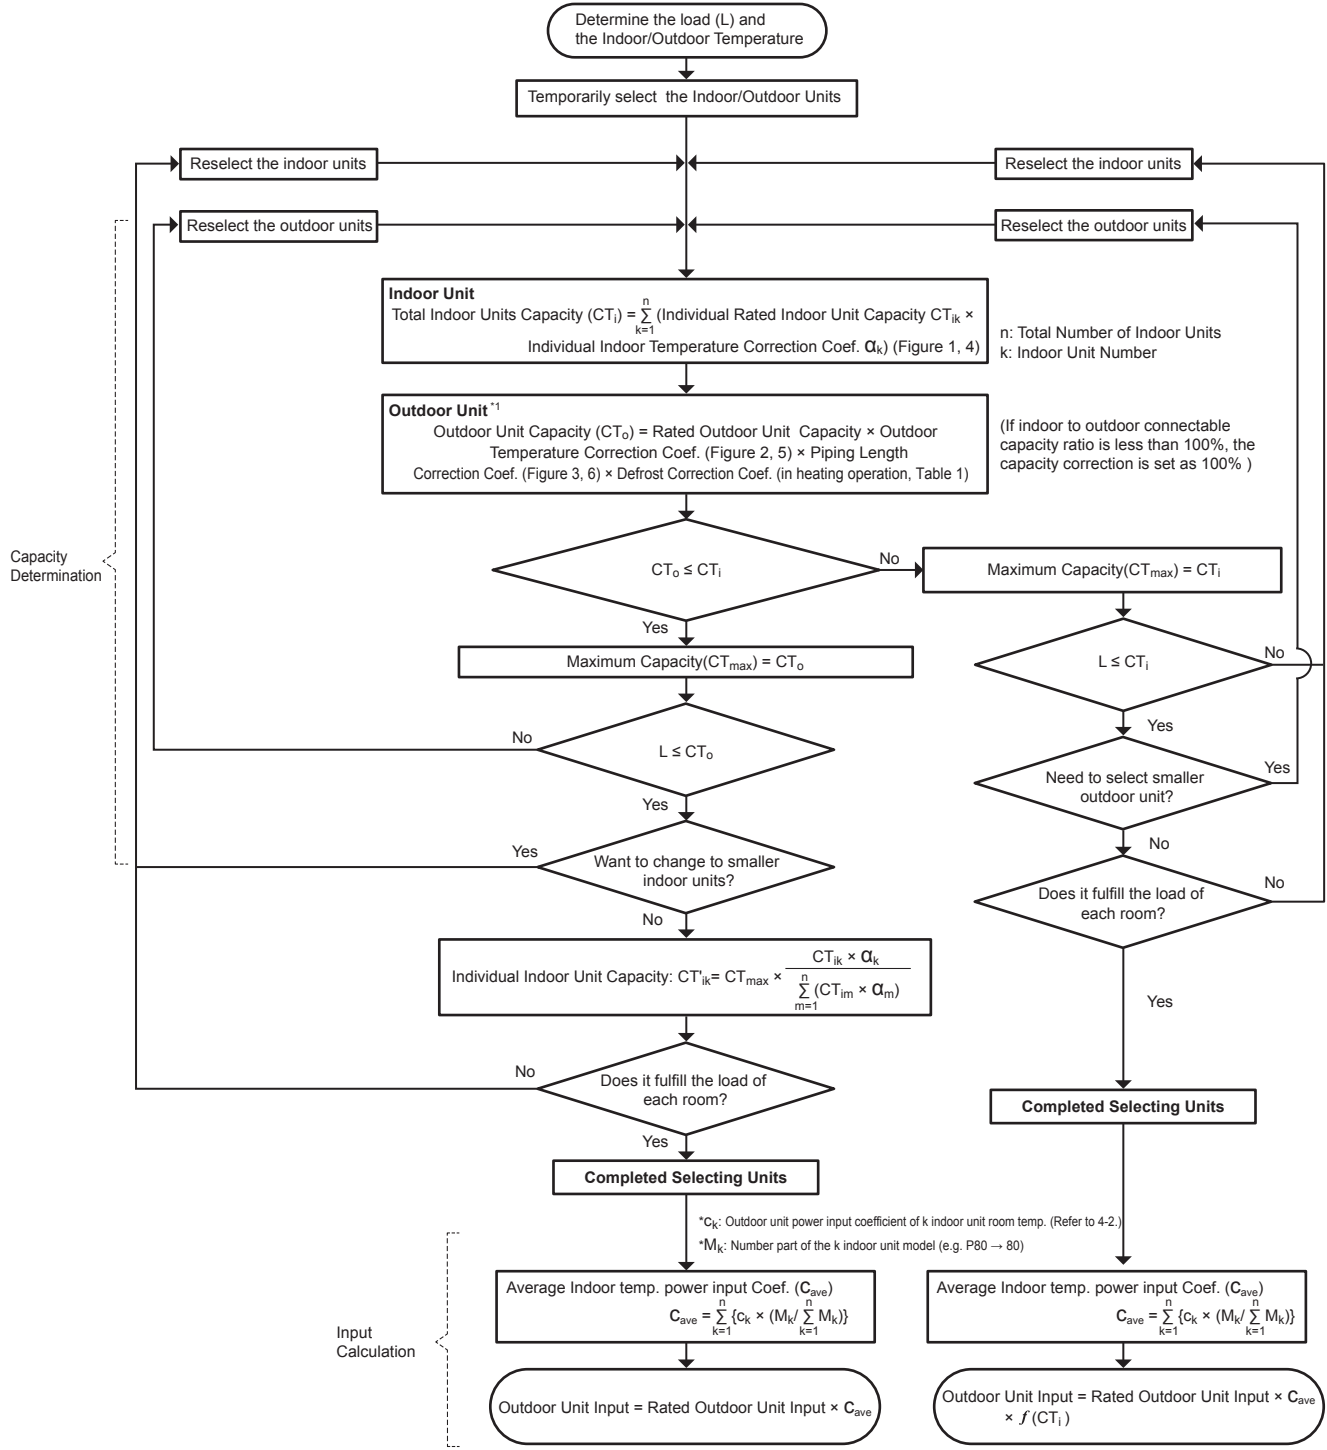 Determine the load (L) and
the Indoor/Outdoor Temperature
Temporarily select the Indoor/Outdoor Units
Reselect the indoor units
Reselect the indoor units
Reselect the outdoor units
Reselect the outdoor units
Indoor Unit
Total Indoor Units Capacity (CTi) = n Σ k=1 (Individual Rated Indoor Unit Capacity CTik ×
Individual Indoor Temperature Correction Coef. αk) (Figure 1, 4)
n: Total Number of Indoor Units
k: Indoor Unit Number
Outdoor Unit *1
Outdoor Unit Capacity (CTo) = Rated Outdoor Unit Capacity × Outdoor
Temperature Correction Coef. (Figure 2, 5) × Piping Length
Correction Coef. (Figure 3, 6) × Defrost Correction Coef. (in heating operation, Table 1)
(If indoor to outdoor connectable
capacity ratio is less than 100%, the
capacity correction is set as 100% )
Capacity
Determination
CTo ≤ CTi
No
Maximum Capacity(CTmax) = CTi
Yes
Maximum Capacity(CTmax) = CTo
L ≤ CTi
No
Yes
No
L ≤ CTo
Need to select smaller
outdoor unit?
Yes
Yes
No
Yes
Want to change to smaller
indoor units?
Does it fulfill the load of
each room?
No
No
Individual Indoor Unit Capacity: CT'ik= CTmax ×
CTik × αk
n Σ m=1 (CTim × αm)
Yes
No
Does it fulfill the load of
each room?
Completed Selecting Units
Yes
Completed Selecting Units
*ck: Outdoor unit power input coefficient of k indoor unit room temp. (Refer to 4-2.)
*Mk: Number part of the k indoor unit model (e.g. P80 → 80)
Input
Calculation
Average Indoor temp. power input Coef. (Cave)
Cave = n Σ k=1 {ck × (Mk/ n Σ k=1 Mk)}
Average Indoor temp. power input Coef. (Cave)
Cave = n Σ k=1 {ck × (Mk/ n Σ k=1 Mk)}
Outdoor Unit Input = Rated Outdoor Unit Input × Cave
Outdoor Unit Input = Rated Outdoor Unit Input × Cave
× f (CTi )